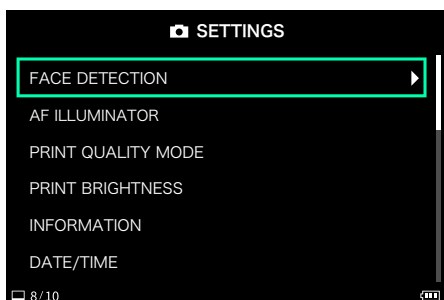 SETTINGS
FACE DETECTION
AF ILLUMINATOR
PRINT QUALITY MODE
PRINT BRIGHTNESS
INFORMATION
DATE/TIME
8/10